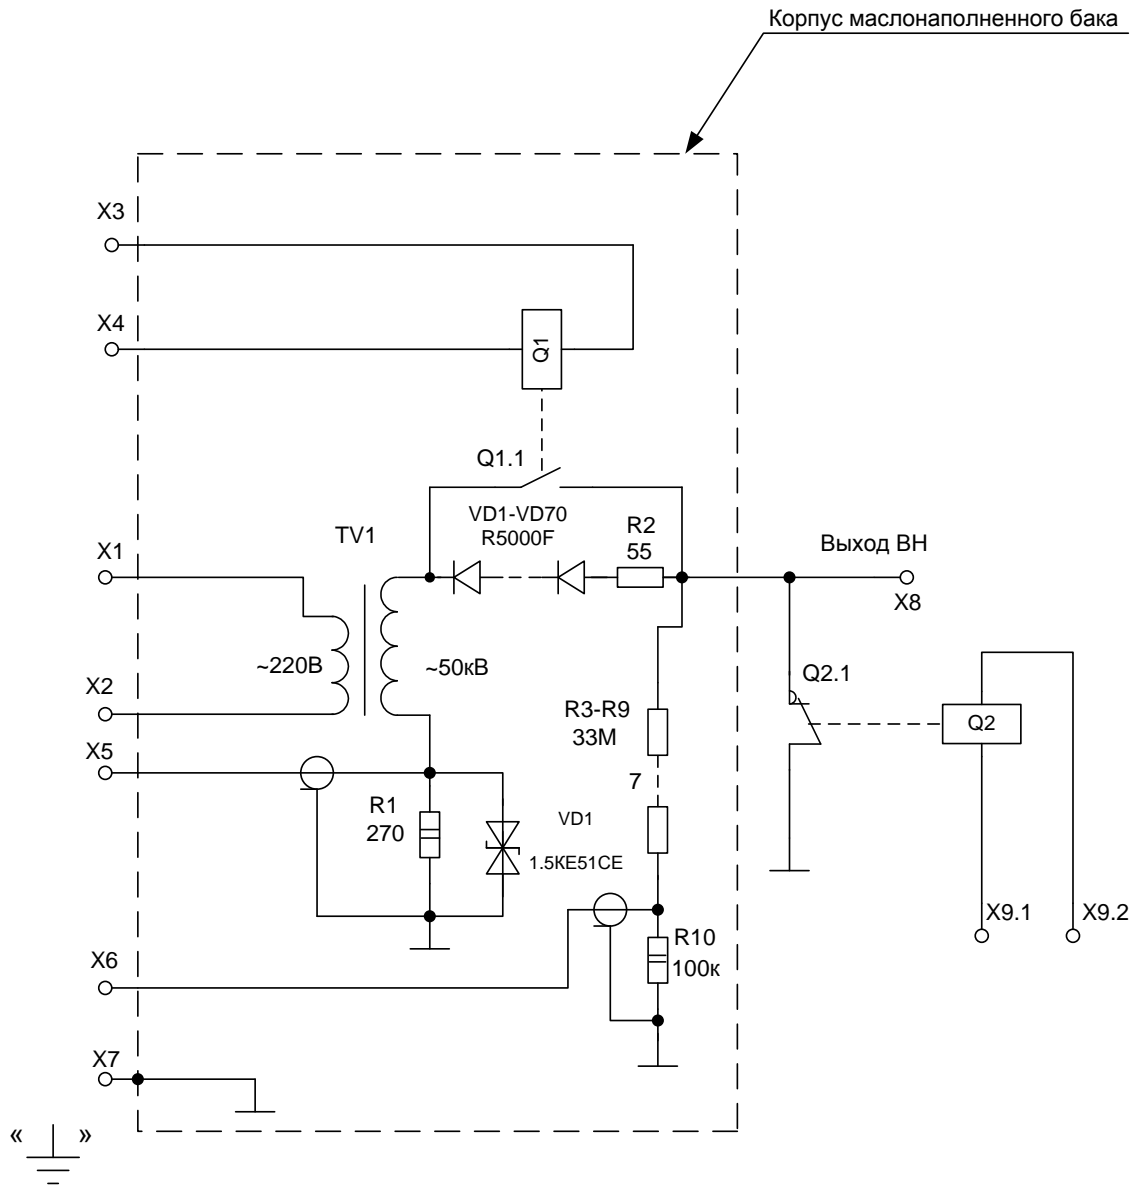 Корпус маслонаполненного бака
X3
X4
Q1
Q1.1
VD1-VD70
R5000F
R2
55
TV1
X1
Выход ВН
X8
~220В
~50кВ
X2
Q2.1
R3-R9
33М
Q2
X5
7
R1
270
VD1
1.5КЕ51СЕ
X9.1
X9.2
R10
100к
X6
X7
« »